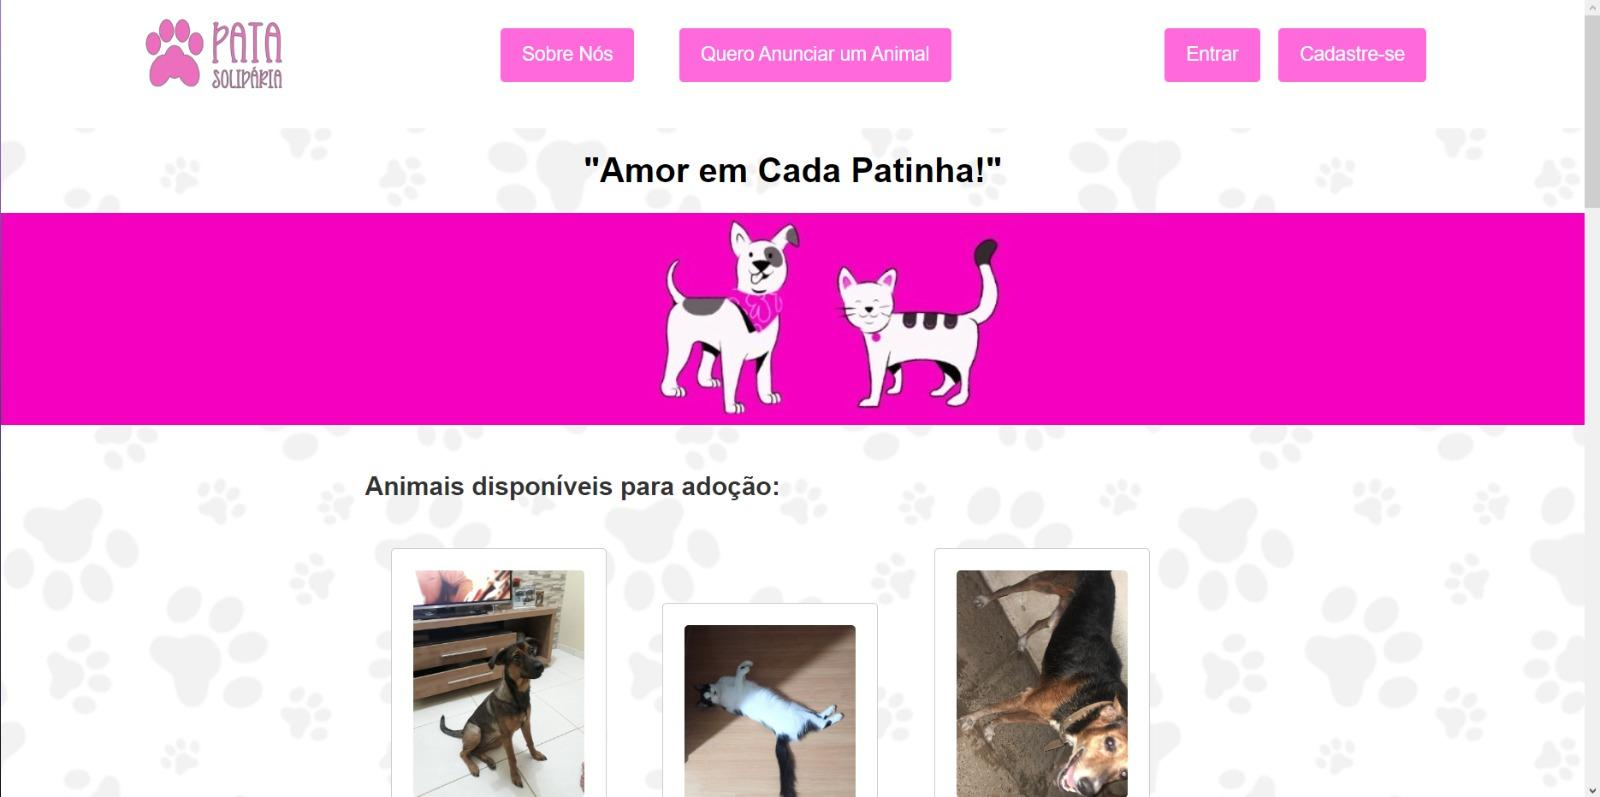 PATA
SOLIDÁRIA
Sobre Nós
Quero Anunciar um Animal
Entrar
Cadastre-se
"Amor em Cada Patinha!"
Animais disponíveis para adoção: